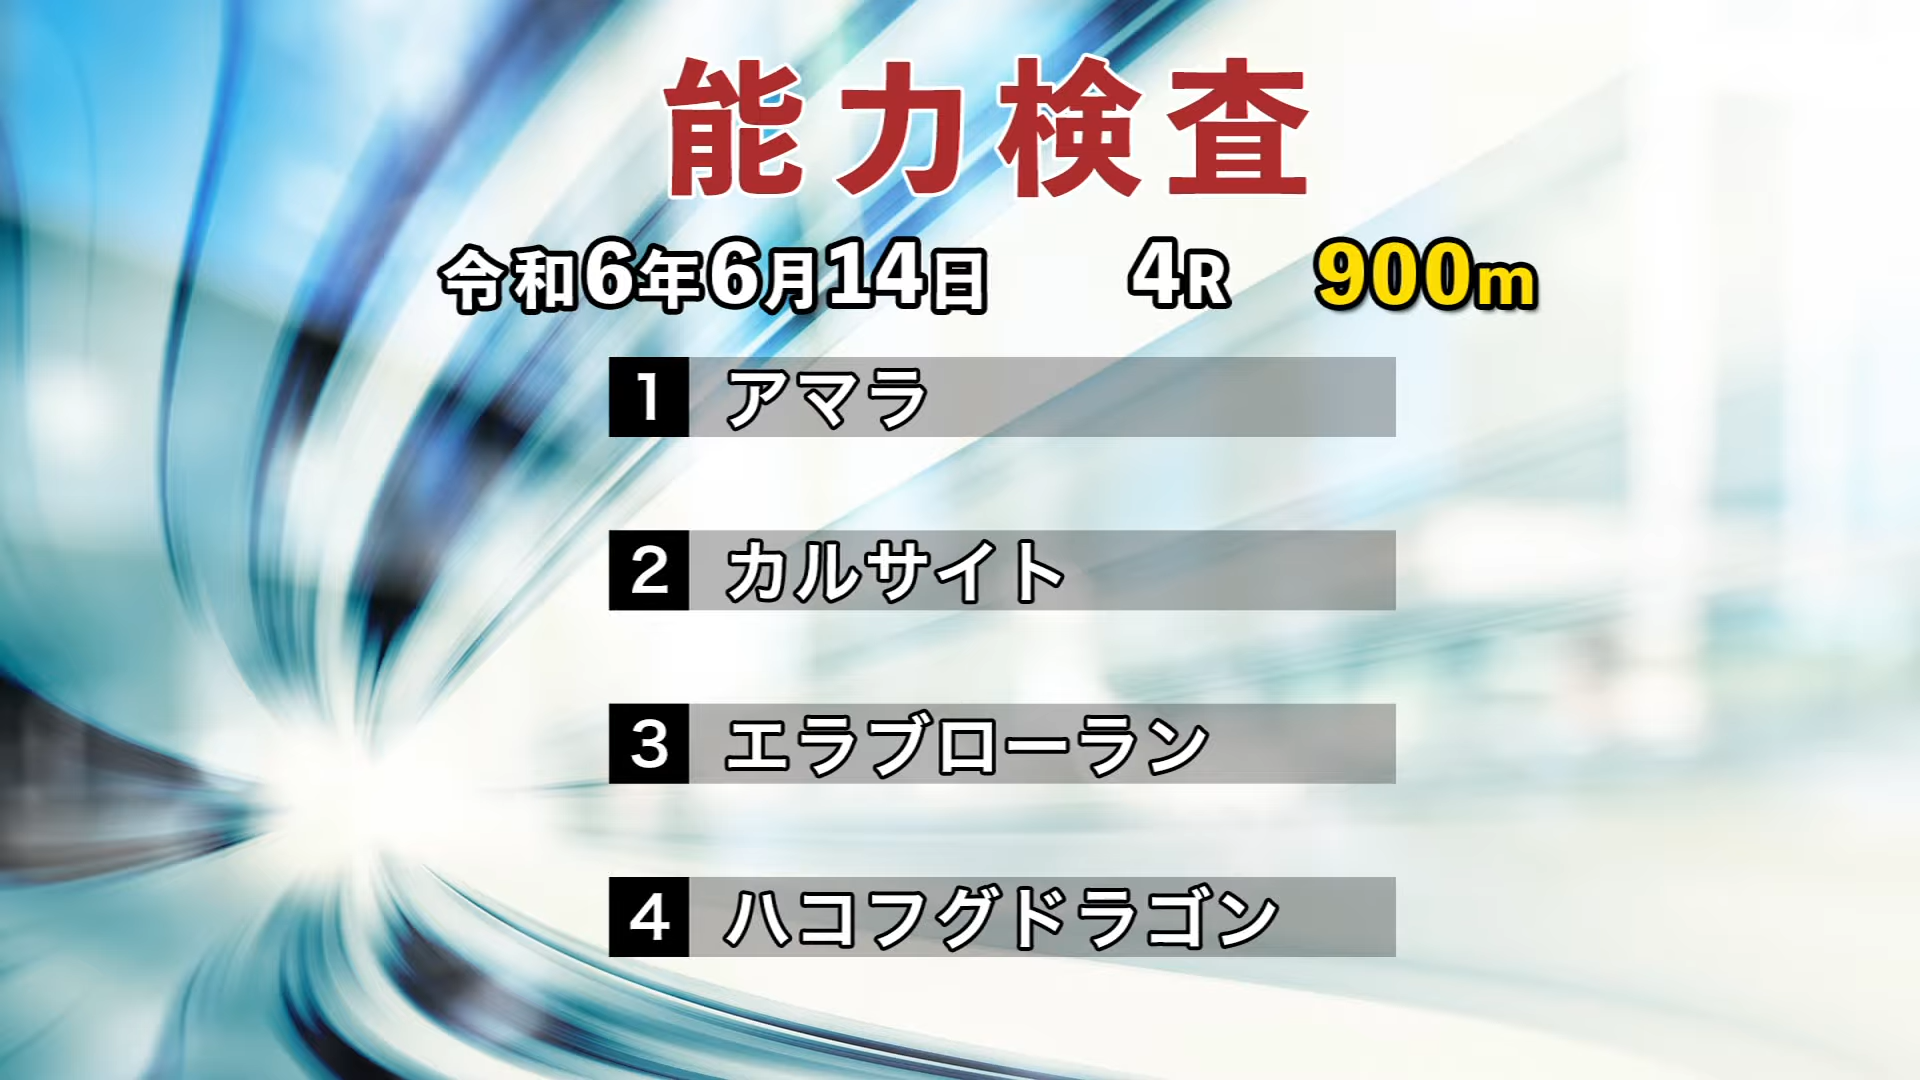 能力検査
令和6年6月14日 4R 900m
1 アマラ
2 カルサイト
3 エラブローラン
4 ハコフグドラゴン